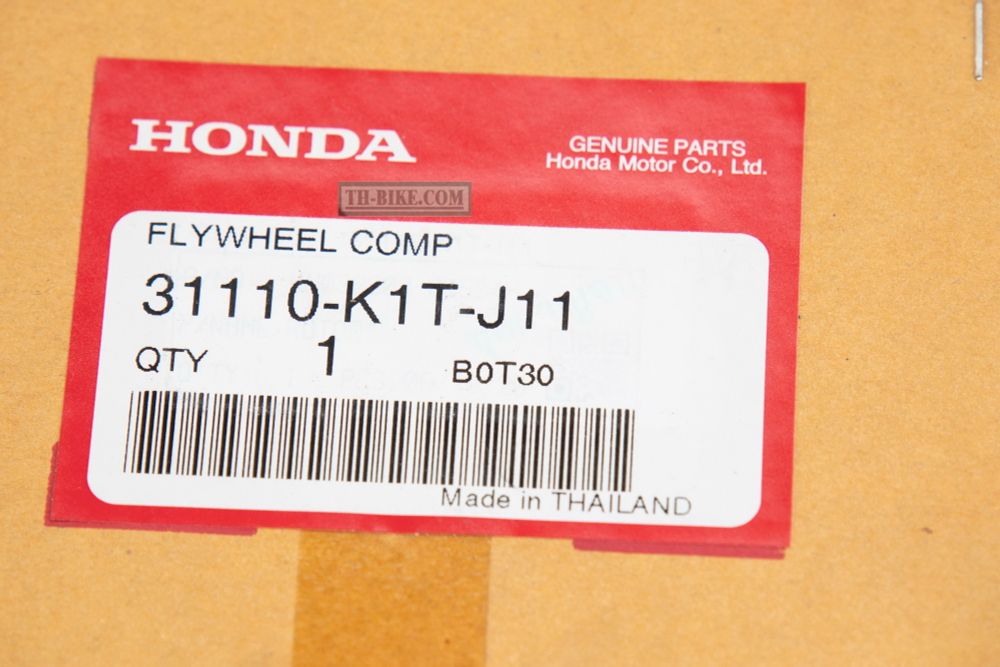 HONDA
GENUINE PARTS
Honda Motor Co., Ltd.
TH-BIKE.COM
FLYWHEEL COMP
31110-K1T-J11
QTY 1 B0T30
Made in THAILAND